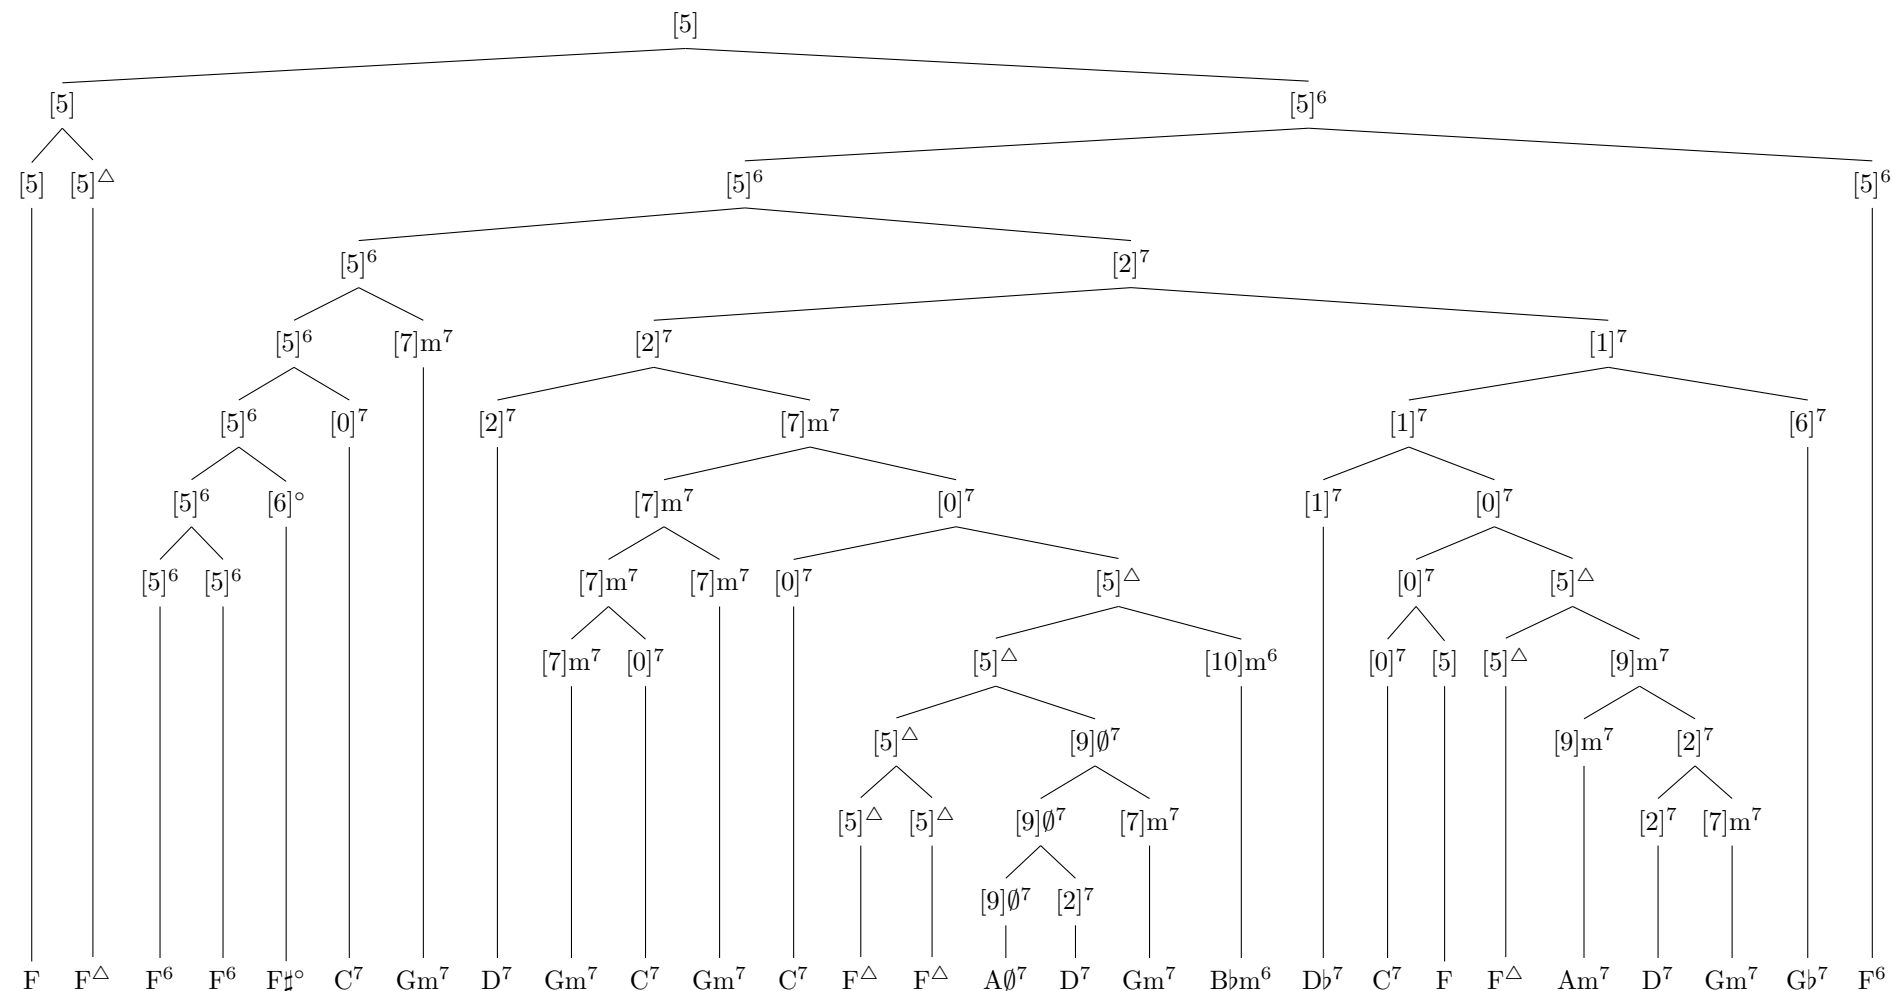 [5]
[5] [5]⁶
[5] [5]△ [5]⁶ [5]⁶
[5]⁶ [2]⁷
[5]⁶ [7]m⁷ [2]⁷ [1]⁷
[5]⁶ [0]⁷ [2]⁷ [7]m⁷ [1]⁷ [6]⁷
[5]⁶ [6]° [7]m⁷ [0]⁷ [1]⁷ [0]⁷
[5]⁶ [5]⁶ [7]m⁷ [7]m⁷ [0]⁷ [5]△ [0]⁷ [5]△
[7]m⁷ [0]⁷ [5]△ [10]m⁶ [0]⁷ [5] [5]△ [9]m⁷
[5]△ [9]∅⁷ [9]m⁷ [2]⁷
[5]△ [5]△ [9]∅⁷ [7]m⁷ [2]⁷ [7]m⁷
[9]∅⁷ [2]⁷
F F△ F⁶ F⁶ F♯° C⁷ Gm⁷ D⁷ Gm⁷ C⁷ Gm⁷ C⁷ F△ F△ A∅⁷ D⁷ Gm⁷ B♭m⁶ D♭⁷ C⁷ F F△ Am⁷ D⁷ Gm⁷ G♭⁷ F⁶